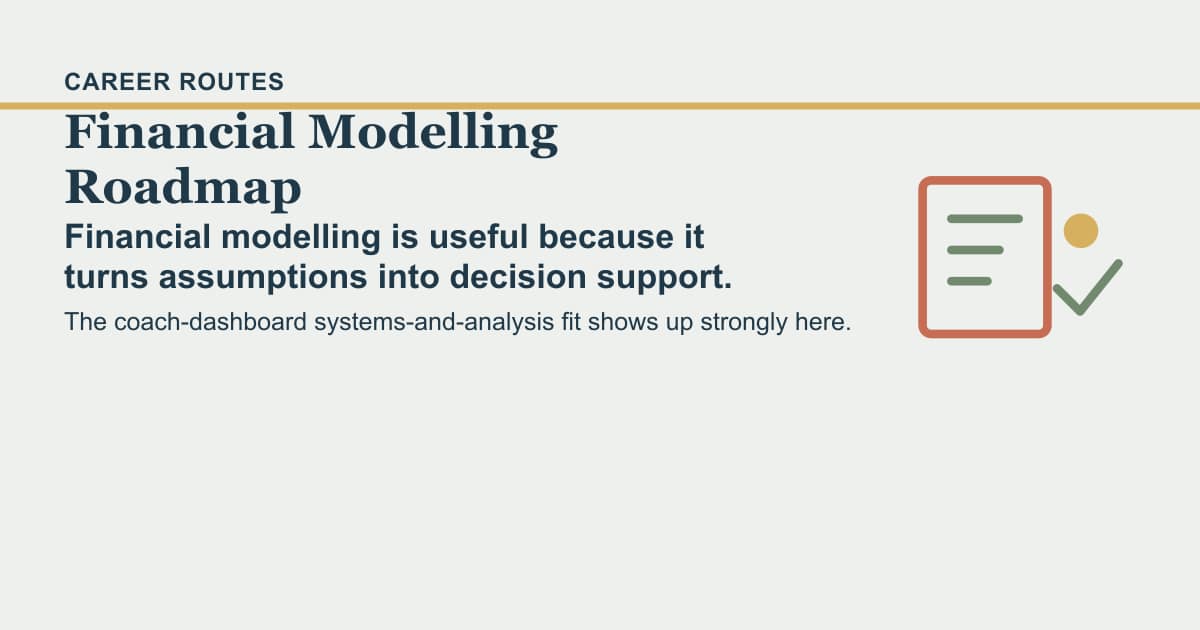 CAREER ROUTES
Financial Modelling
Roadmap
Financial modelling is useful because it
turns assumptions into decision support.
The coach-dashboard systems-and-analysis fit shows up strongly here.